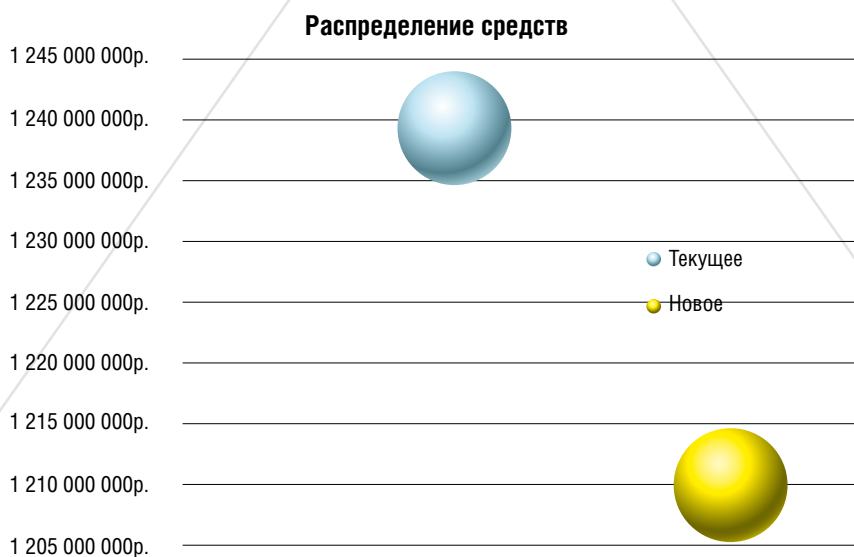 Распределение средств
1 245 000 000р.
1 240 000 000р.
1 235 000 000р.
1 230 000 000р.
Текущее
1 225 000 000р.
Новое
1 220 000 000р.
1 215 000 000р.
1 210 000 000р.
1 205 000 000р.